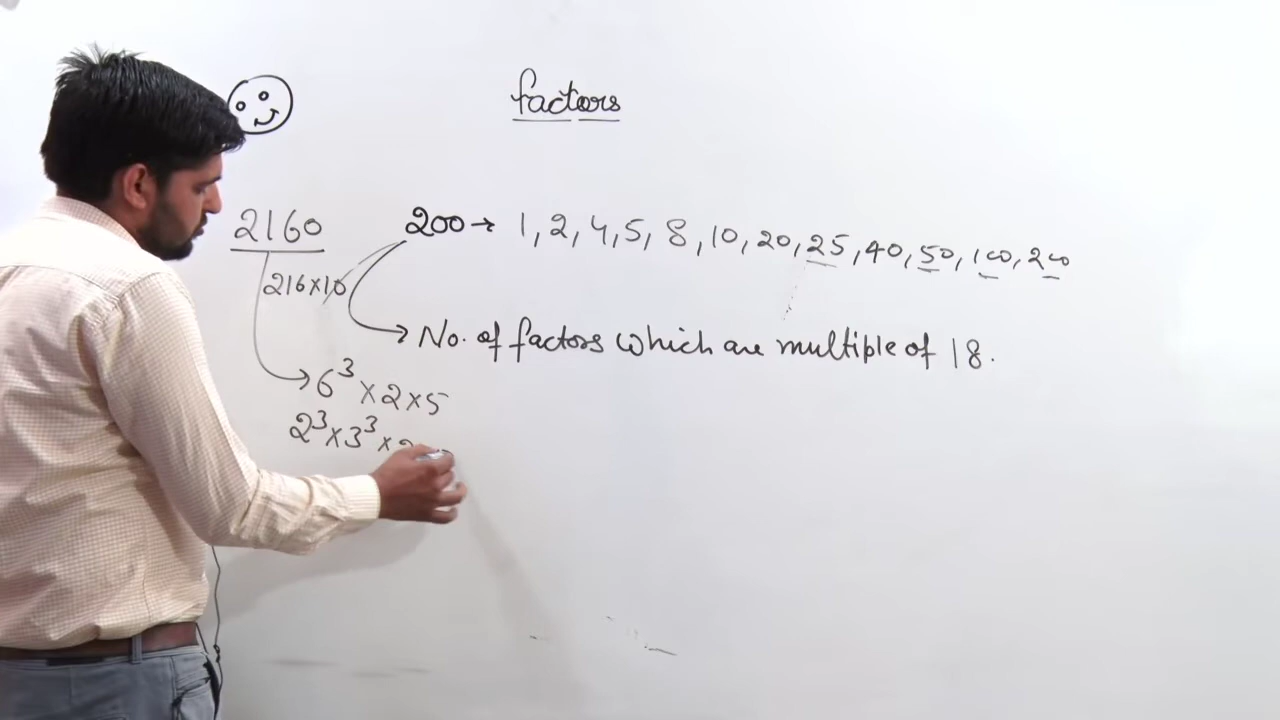 factors
2160
200 → 1, 2, 4, 5, 8, 10, 20, 25, 40, 50, 100, 200
216×10
→ No. of factors which are multiple of 18.
→ 6³ × 2 × 5
2³ × 3³ × 2